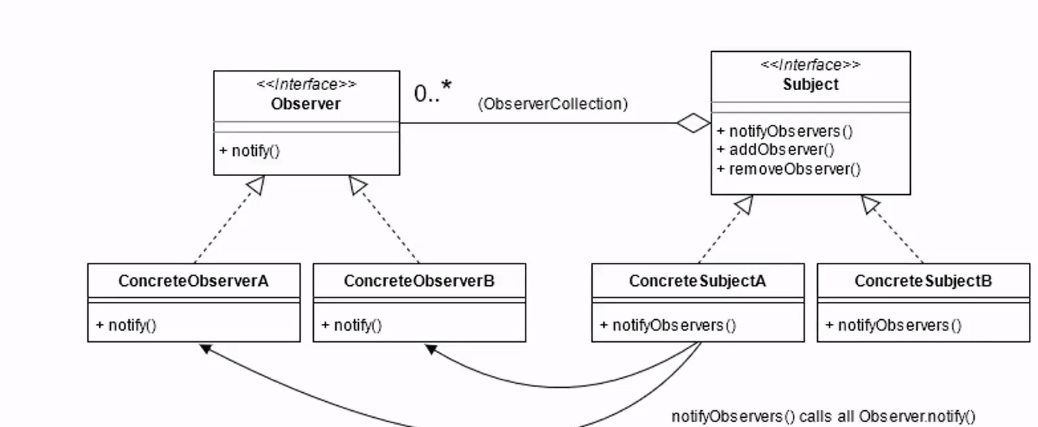 <<Interface>>
Observer
+ notify()
0..*
(ObserverCollection)
<<Interface>>
Subject
+ notifyObservers()
+ addObserver()
+ removeObserver()
ConcreteObserverA
+ notify()
ConcreteObserverB
+ notify()
ConcreteSubjectA
+ notifyObservers()
ConcreteSubjectB
+ notifyObservers()
notifyObservers() calls all Observer.notify()